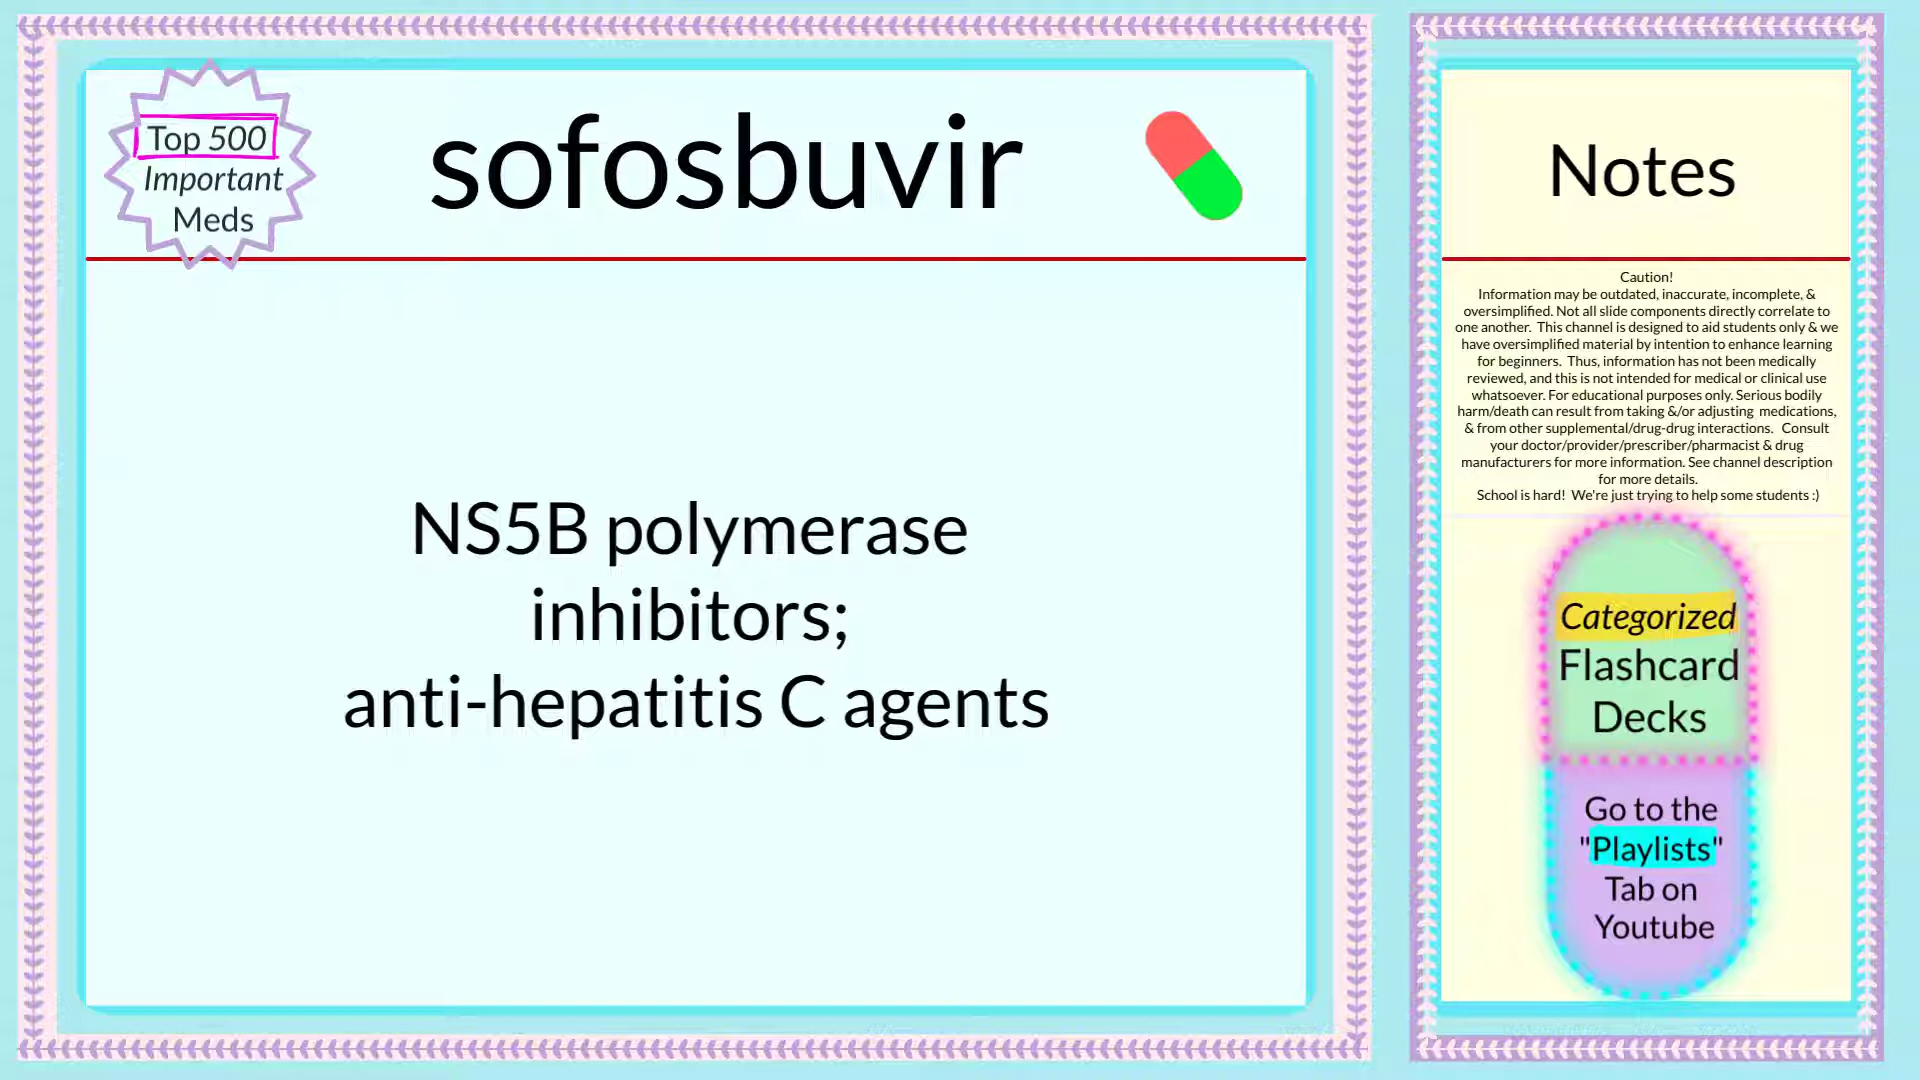 Top 500
Important
Meds
sofosbuvir
NS5B polymerase
inhibitors;
anti-hepatitis C agents
Notes
Caution!
Information may be outdated, inaccurate, incomplete, &
oversimplified. Not all slide components directly correlate to
one another. This channel is designed to aid students only & we
have oversimplified material by intention to enhance learning
for beginners. Thus, information has not been medically
reviewed, and this is not intended for medical or clinical use
whatsoever. For educational purposes only. Serious bodily
harm/death can result from taking &/or adjusting medications,
& from other supplemental/drug-drug interactions. Consult
your doctor/provider/prescriber/pharmacist & drug
manufacturers for more information. See channel description
for more details.
School is hard! We're just trying to help some students :)
Categorized
Flashcard
Decks
Go to the
"Playlists"
Tab on
Youtube